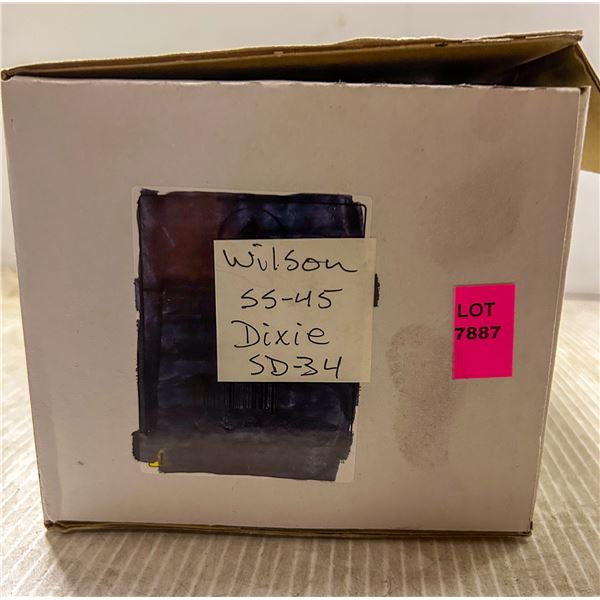 Wilson
SS-45
Dixie
SD-34
LOT
7887